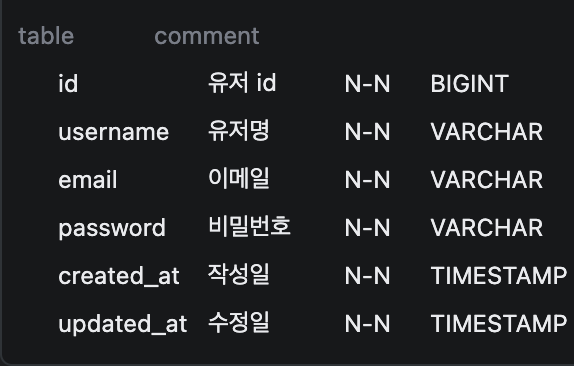 table comment
id 유저 id N-N BIGINT
username 유저명 N-N VARCHAR
email 이메일 N-N VARCHAR
password 비밀번호 N-N VARCHAR
created_at 작성일 N-N TIMESTAMP
updated_at 수정일 N-N TIMESTAMP